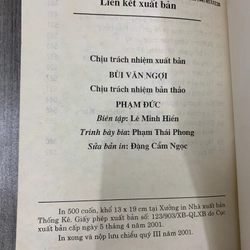 Liên kết xuất bản
Chịu trách nhiệm xuất bản
BÙI VĂN NGỢI
Chịu trách nhiệm bản thảo
PHẠM ĐỨC
Biên tập: Lê Minh Hiền
Trình bày bìa: Phạm Thái Phong
Sửa bản in: Đặng Cẩm Ngọc
In 500 cuốn, khổ 13 x 19 cm tại Xưởng in Nhà xuất bản
Thống Kê. Giấy phép xuất bản số: 123/903/XB-QLXB do Cục
xuất bản cấp ngày 5 tháng 4 năm 2001.
In xong và nộp lưu chiểu quý III năm 2001.